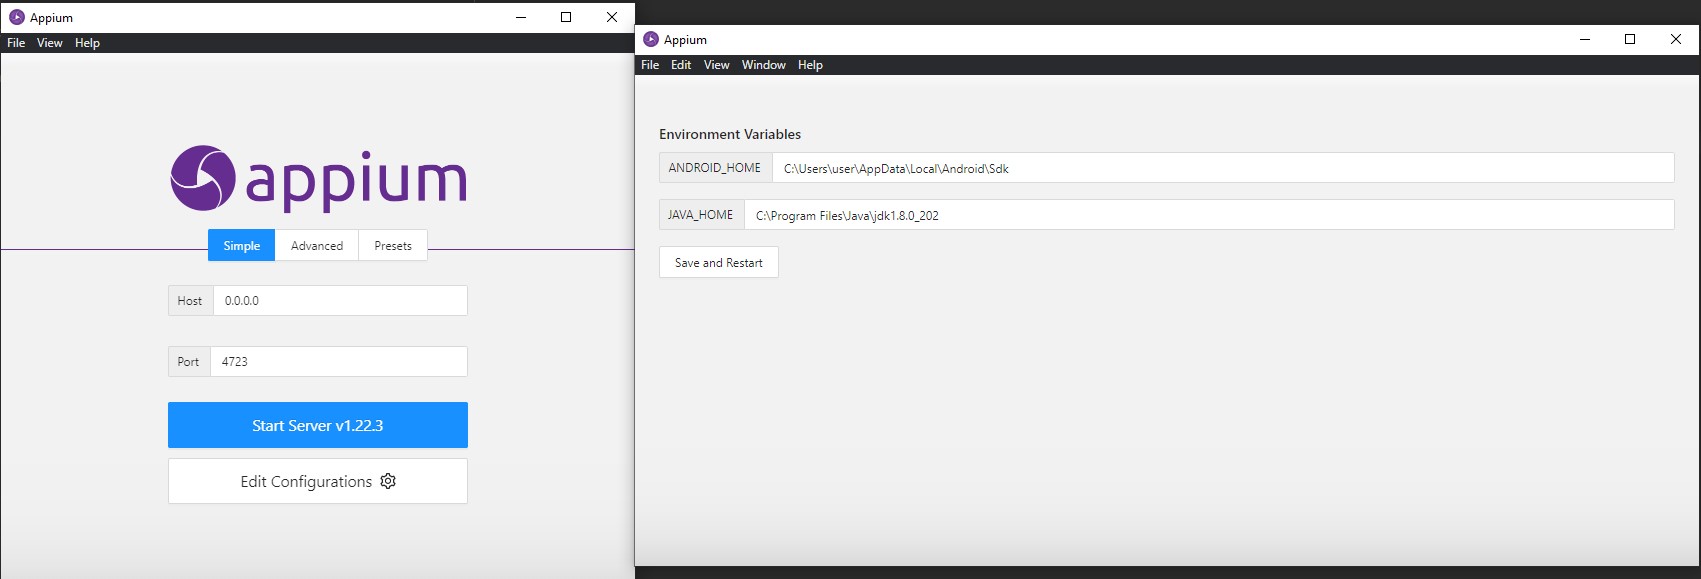 Appium
File View Help
appium
Simple Advanced Presets
Host 0.0.0.0
Port 4723
Start Server v1.22.3
Edit Configurations
Appium
File Edit View Window Help
Environment Variables
ANDROID_HOME C:\Users\user\AppData\Local\Android\Sdk
JAVA_HOME C:\Program Files\Java\jdk1.8.0_202
Save and Restart